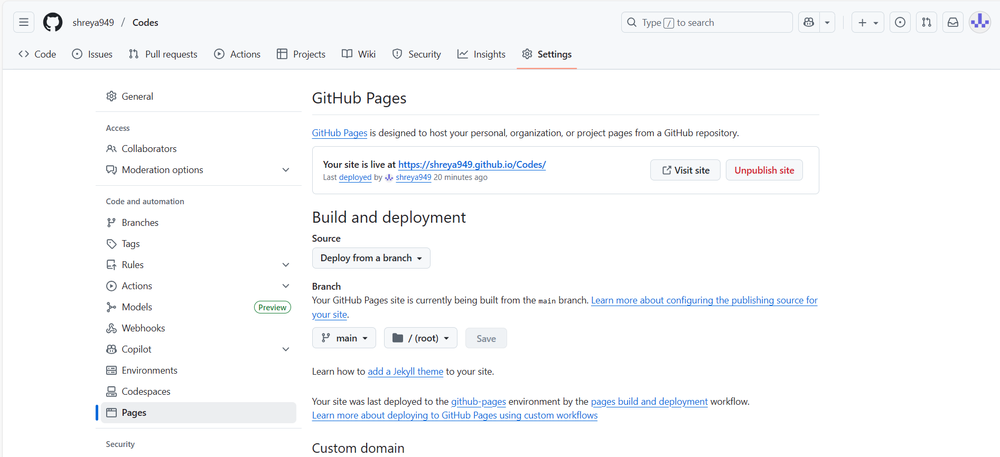 shreya949 / Codes
Type / to search
Code Issues Pull requests Actions Projects Wiki Security Insights Settings
General
Access
Collaborators
Moderation options
Code and automation
Branches
Tags
Rules
Actions
Models Preview
Webhooks
Copilot
Environments
Codespaces
Pages
Security
GitHub Pages
GitHub Pages is designed to host your personal, organization, or project pages from a GitHub repository.
Your site is live at https://shreya949.github.io/Codes/
Last deployed by shreya949 20 minutes ago
Visit site Unpublish site
Build and deployment
Source
Deploy from a branch
Branch
Your GitHub Pages site is currently being built from the main branch. Learn more about configuring the publishing source for
your site.
main / (root) Save
Learn how to add a Jekyll theme to your site.
Your site was last deployed to the github-pages environment by the pages build and deployment workflow.
Learn more about deploying to GitHub Pages using custom workflows
Custom domain